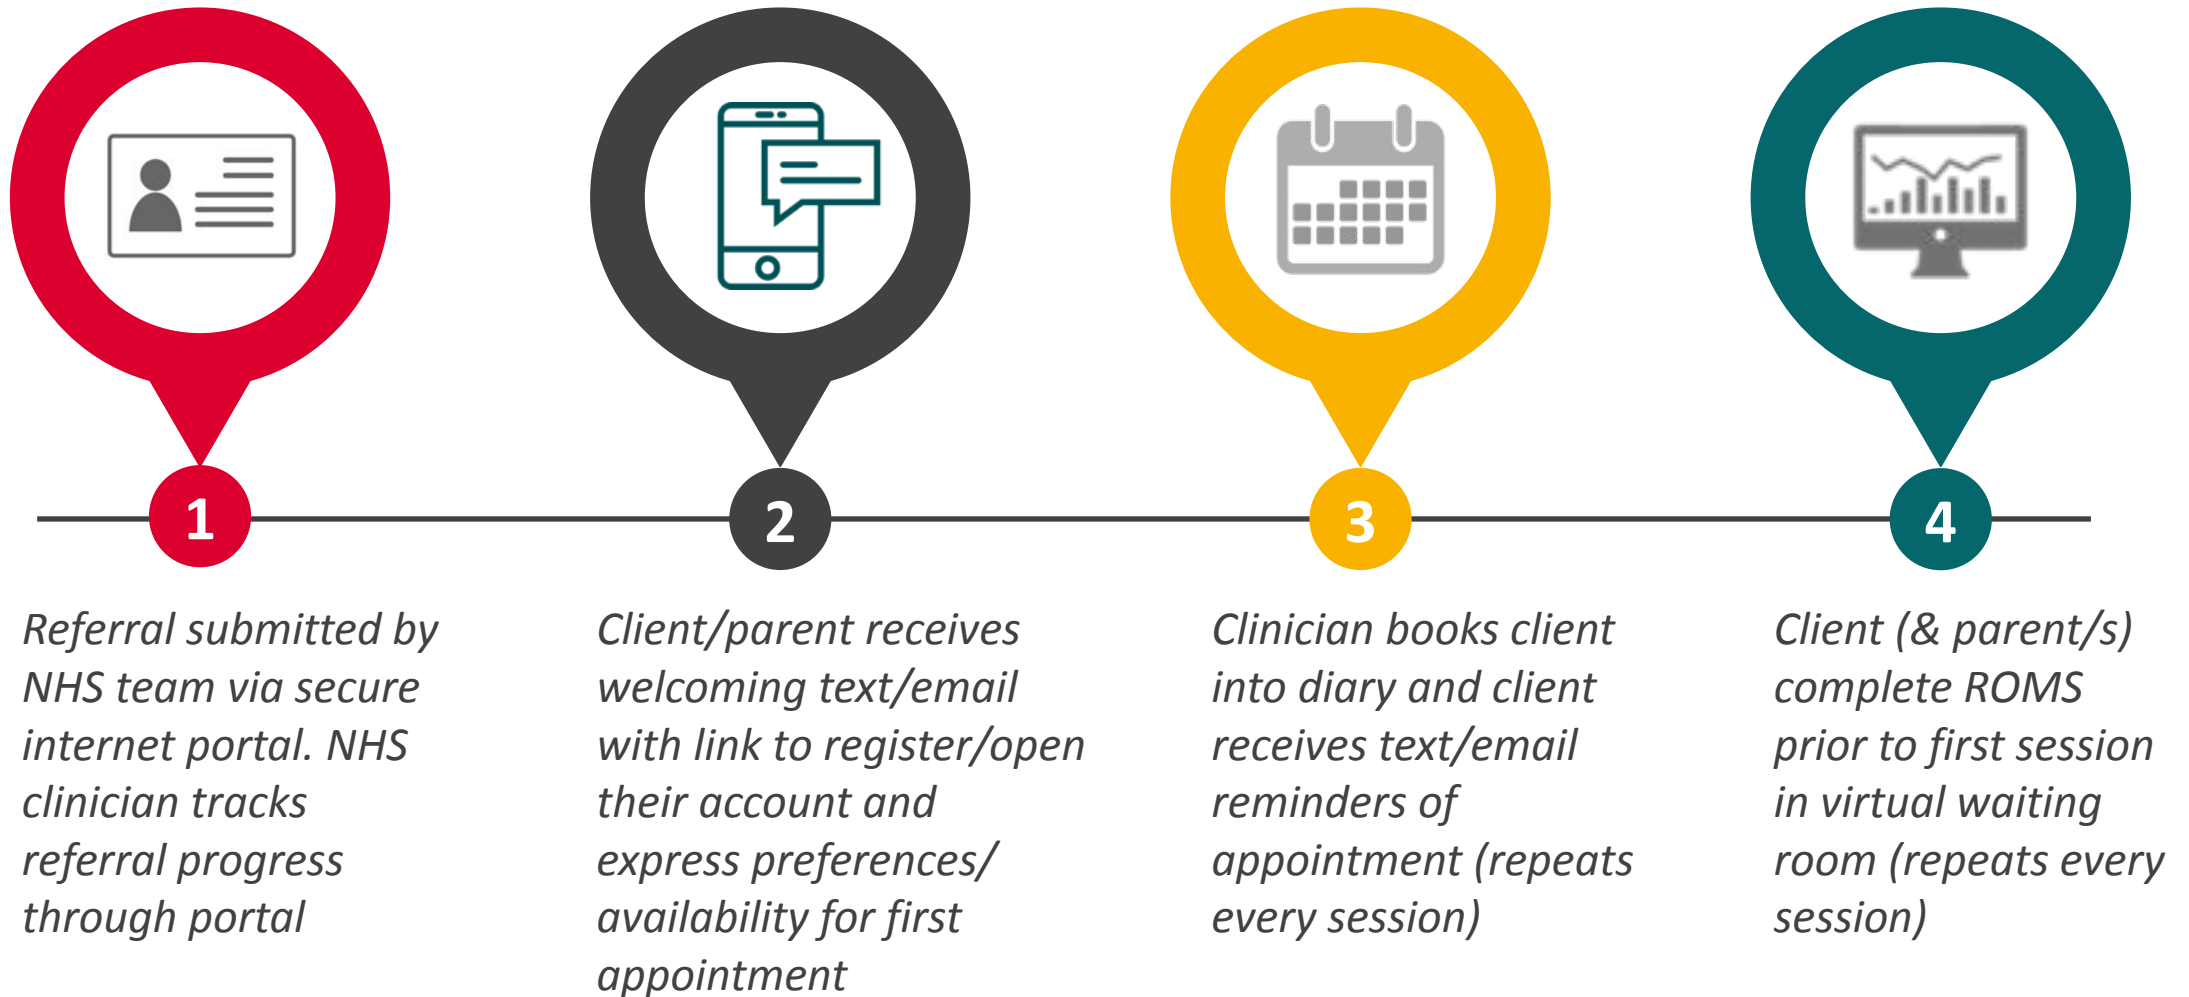 1
Referral submitted by
NHS team via secure
internet portal. NHS
clinician tracks
referral progress
through portal
2
Client/parent receives
welcoming text/email
with link to register/open
their account and
express preferences/
availability for first
appointment
3
Clinician books client
into diary and client
receives text/email
reminders of
appointment (repeats
every session)
4
Client (& parent/s)
complete ROMS
prior to first session
in virtual waiting
room (repeats every
session)